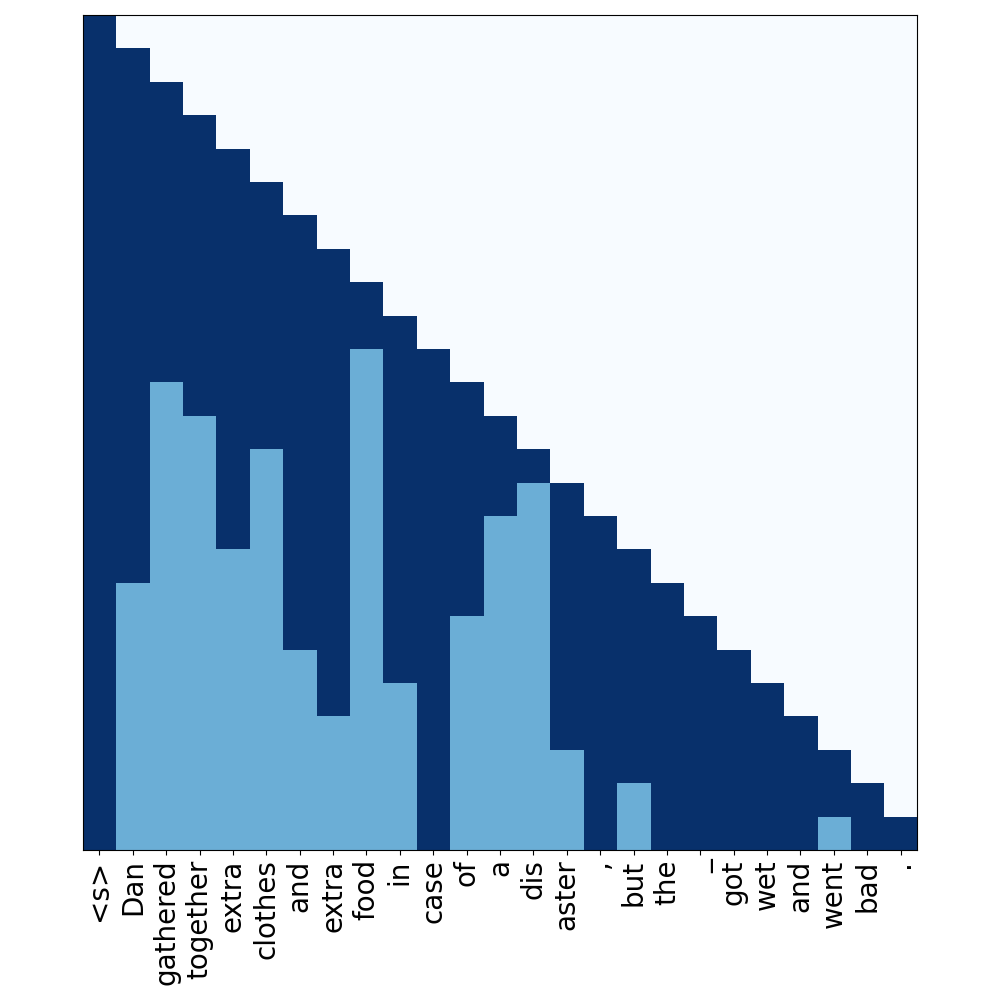 <s>
Dan
gathered
together
extra
clothes
and
extra
food
in
case
of
a
dis
aster
,
but
the
_
got
wet
and
went
bad
.